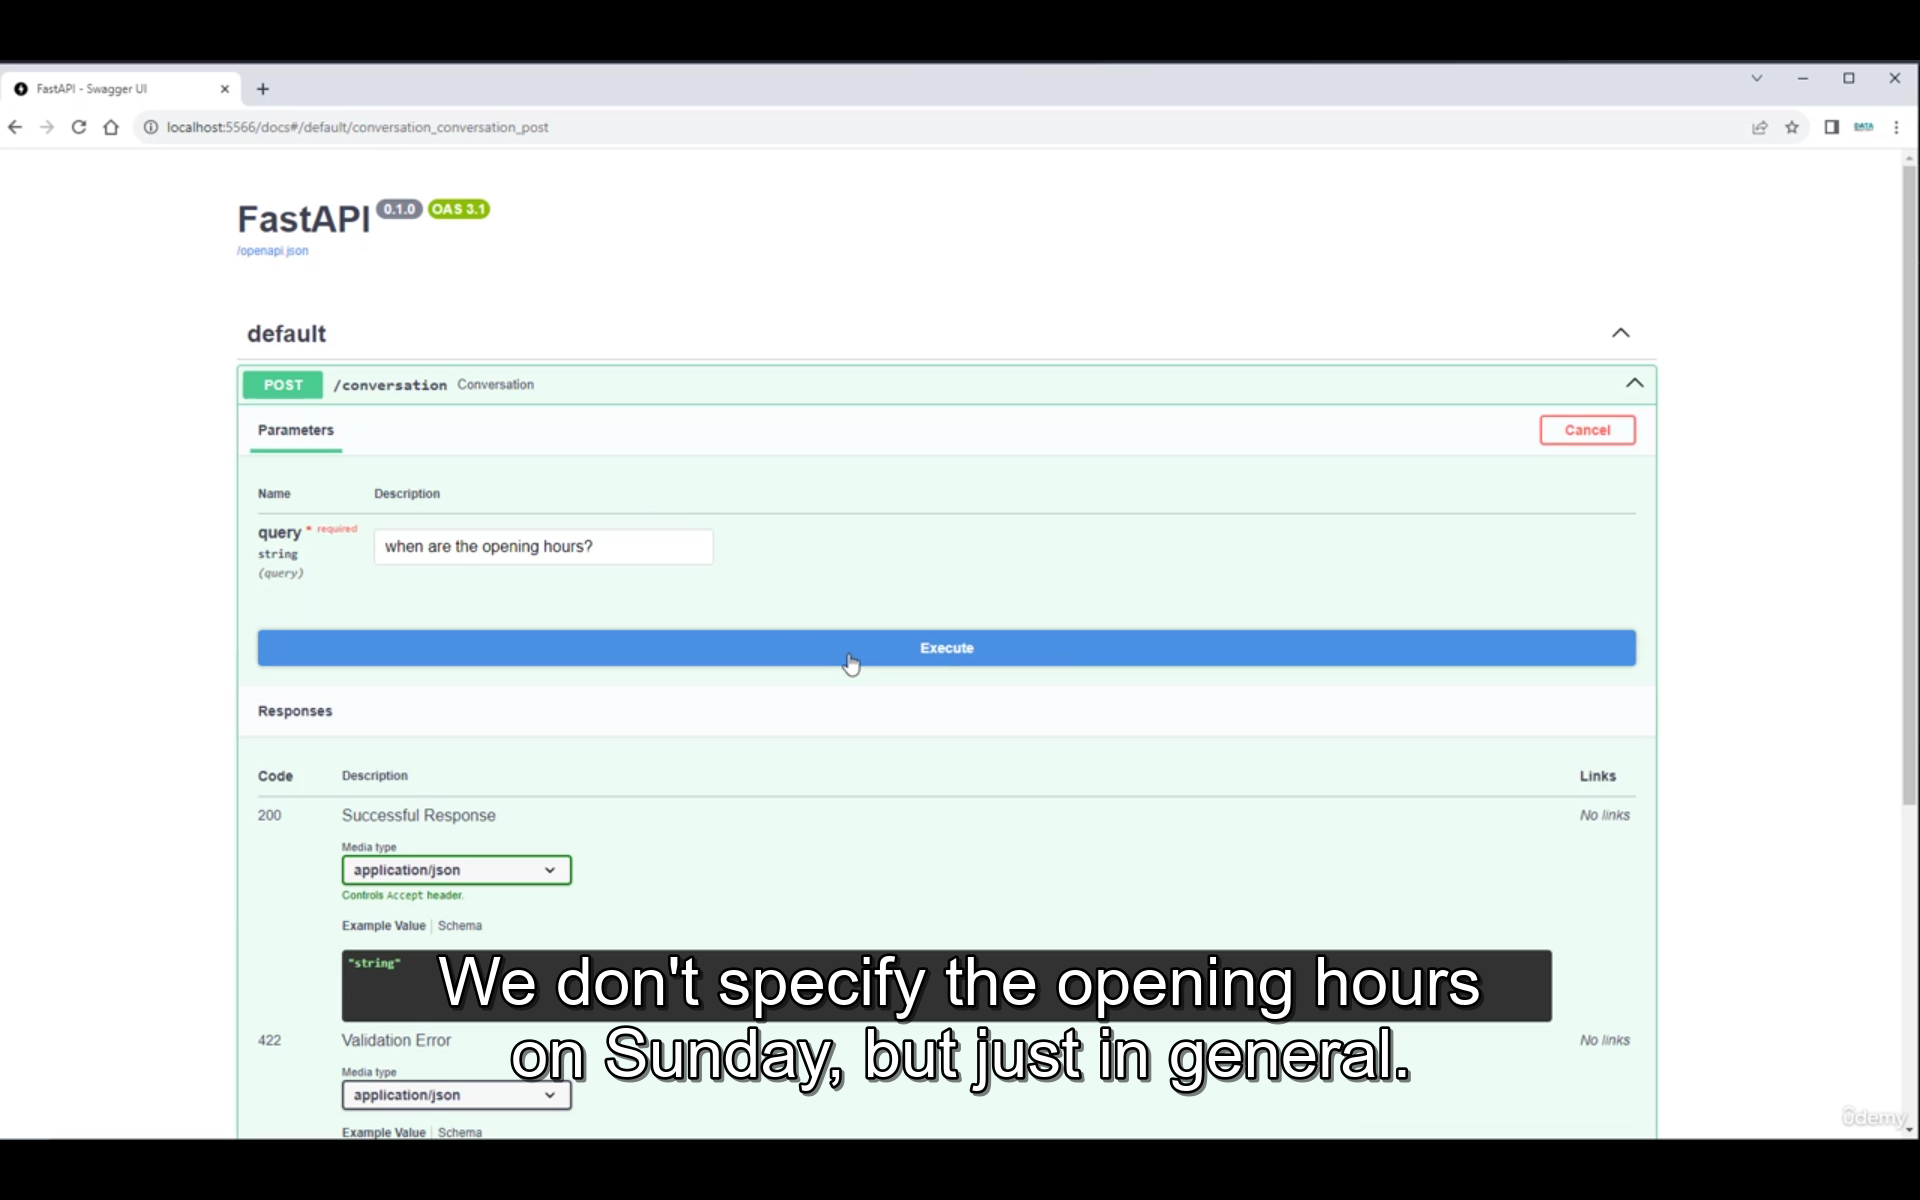 FastAPI - Swagger UI
localhost:5566/docs#/default/conversation_conversation_post
DATA
FastAPI 0.1.0 OAS 3.1
/openapi.json
default
POST /conversation Conversation
Parameters
Cancel
Name Description
query * required
string
(query)
when are the opening hours?
Execute
Responses
Code Description Links
200 Successful Response No links
Media type
application/json
Controls Accept header.
Example Value Schema
"string"
We don't specify the opening hours
on Sunday, but just in general.
422 Validation Error No links
Media type
application/json
Example Value Schema
ûdemy